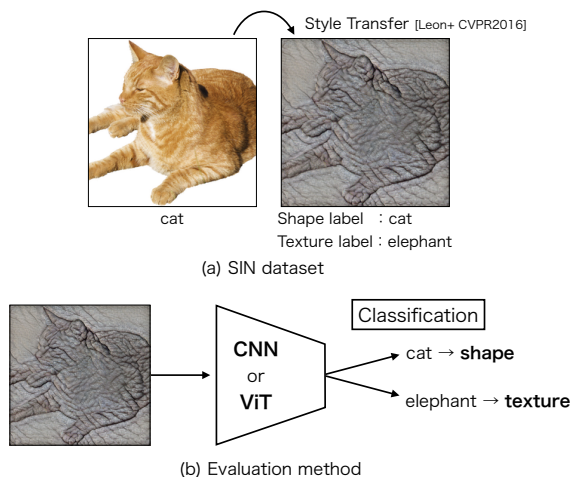 Style Transfer [Leon+ CVPR2016]
cat
Shape label : cat
Texture label : elephant
(a) SIN dataset
Classification
CNN
or
ViT
cat → shape
elephant → texture
(b) Evaluation method